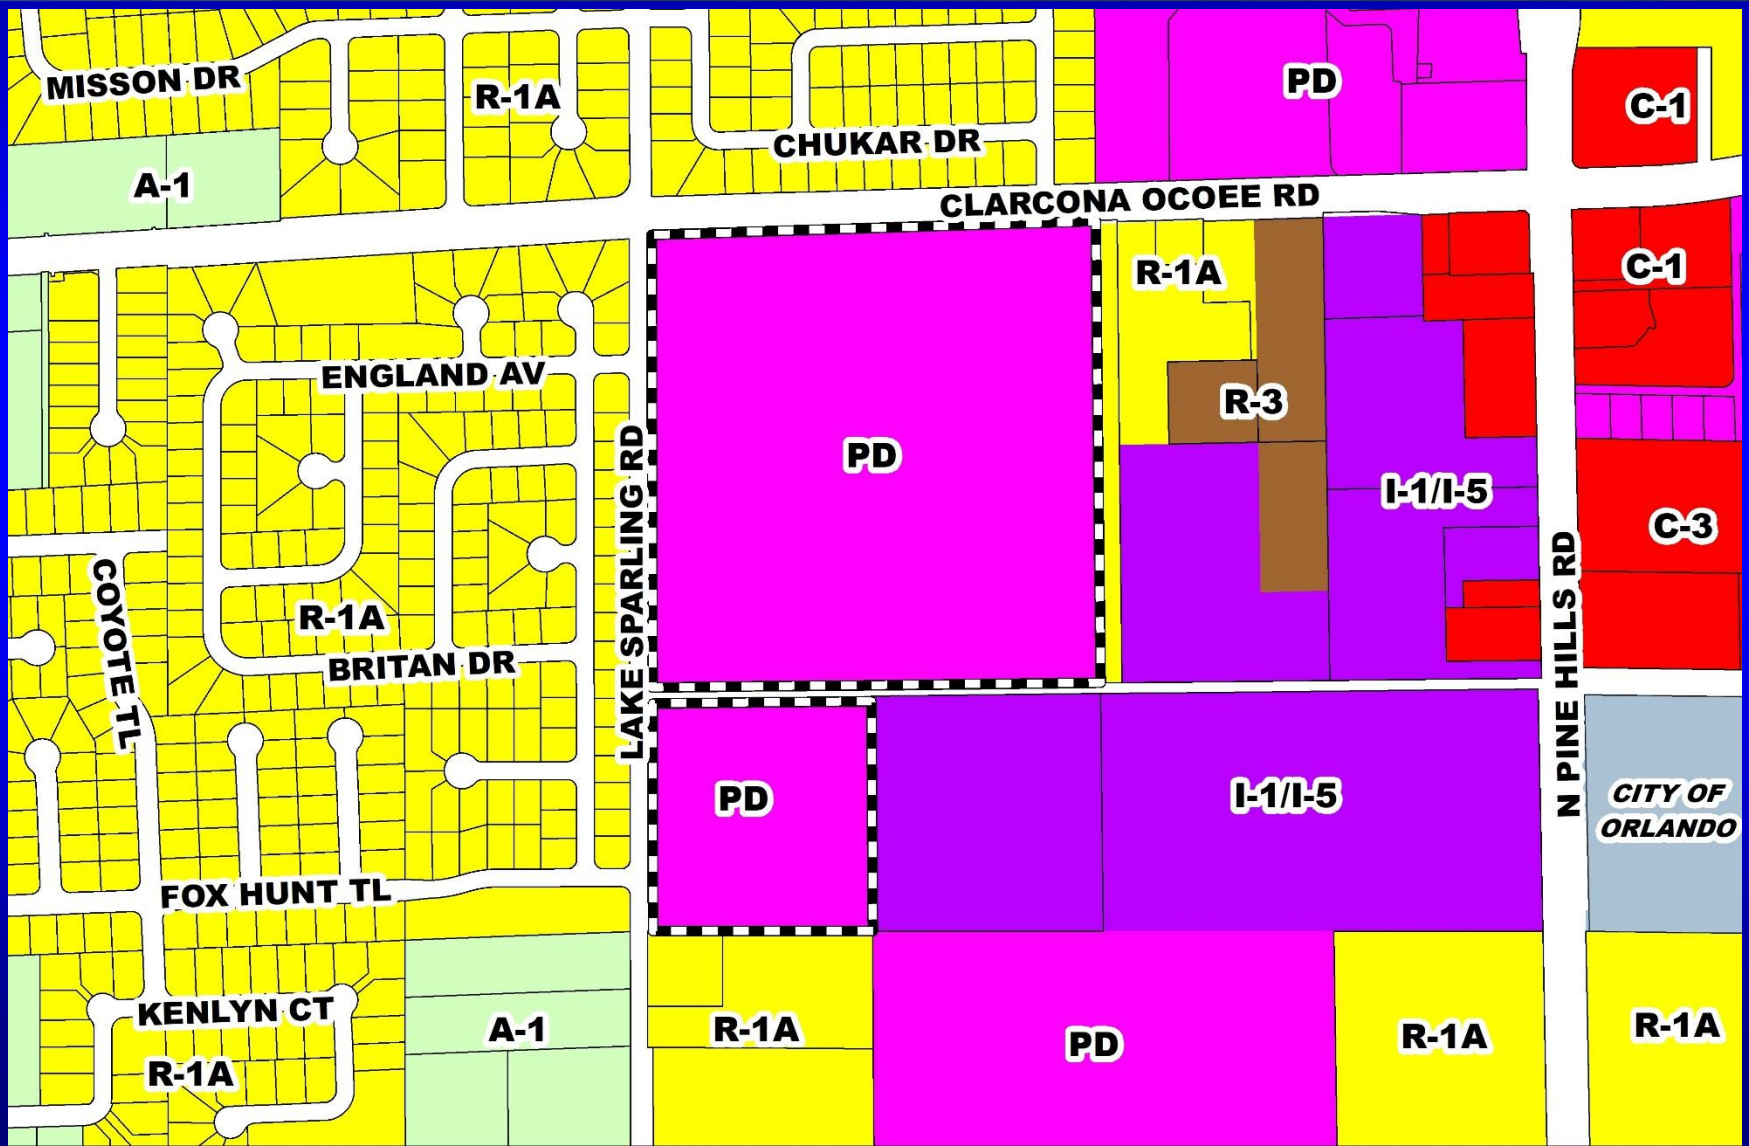 MISSON DR
R-1A
PD
C-1
CHUKAR DR
A-1
CLARCONA OCOEE RD
R-1A
C-1
ENGLAND AV
R-3
PD
LAKE SPARLING RD
I-1/I-5
C-3
COYOTE TL
R-1A
BRITAN DR
N PINE HILLS RD
PD
I-1/I-5
CITY OF
ORLANDO
FOX HUNT TL
KENLYN CT
A-1
R-1A
PD
R-1A
R-1A
R-1A